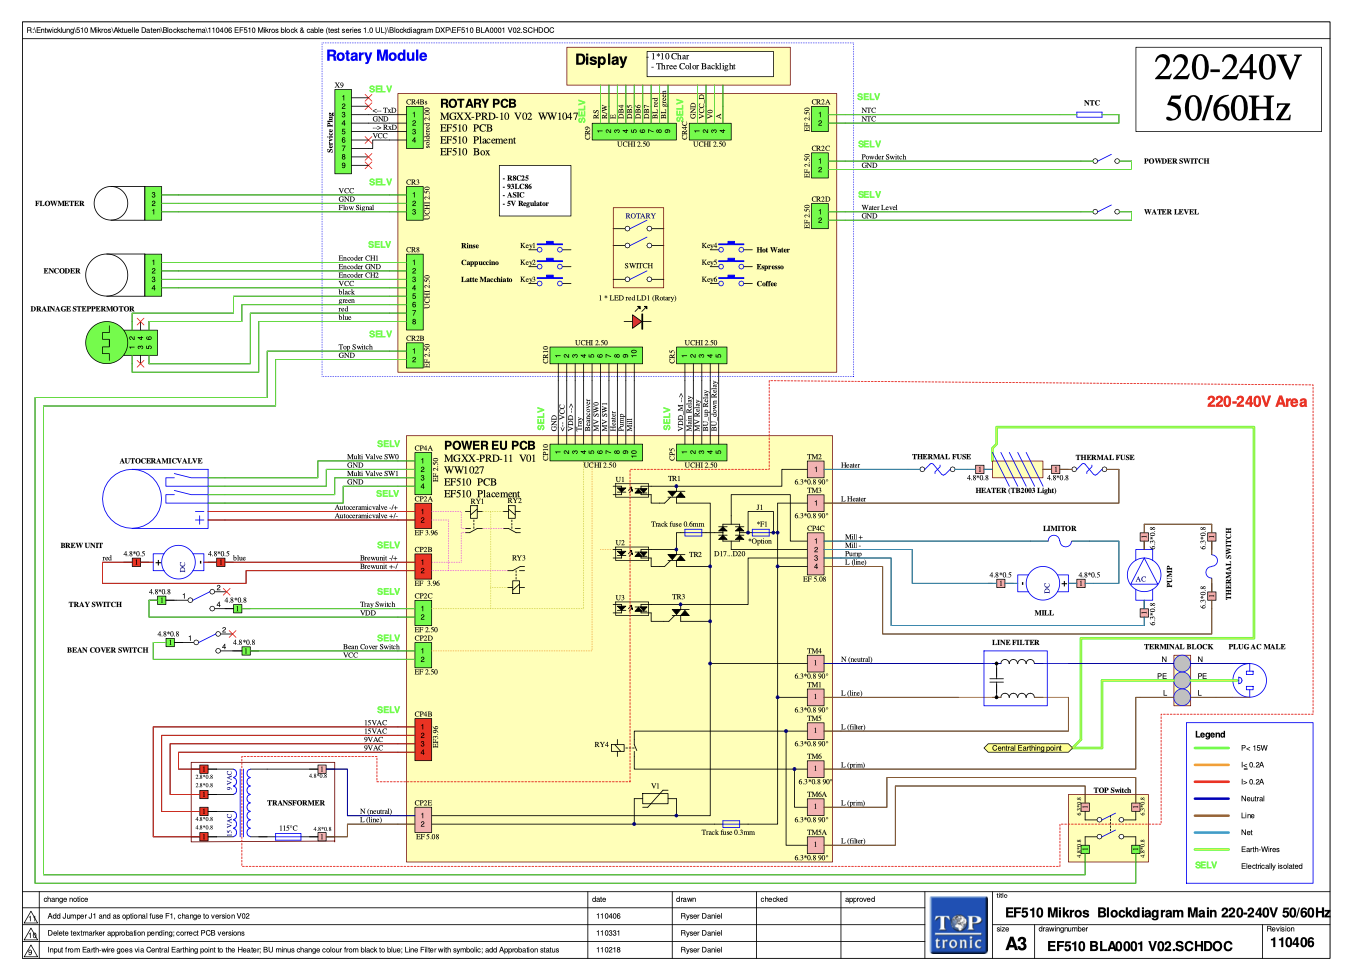 R:\Entwicklung\510 Mikros\Aktuelle Daten\Blockschema\110406 EF510 Mikros block & cable (test series 1.0 UL)\Blockdiagram DXP\EF510 BLA0001 V02.SCHDOC
Rotary Module
Display
- 1*10 Char
- Three Color Backlight
220-240V
50/60Hz
X9
SELV
Service Plug
1
2
3
4
5
6
7
8
9
<-- TxD
GND
--> RxD
VCC
CR4Bs
1
2
3
4
soldered 2.00
ROTARY PCB
MGXX-PRD-10 V02 WW1047
EF510 PCB
EF510 Placement
EF510 Box
SELV
RS
R/W
E
DB4
DB5
DB6
DB7
BL red
BL green
CR9
1 2 3 4 5 6 7 8 9
UCHI 2.50
SELV
GND
VCC_D
V0
A
CR4C
1 2 3 4
UCHI 2.50
CR2A
SELV
1
2
EF 2.50
NTC
NTC
NTC
CR2C
SELV
1
2
EF 2.50
Powder Switch
GND
POWDER SWITCH
CR2D
SELV
1
2
EF 2.50
Water Level
GND
WATER LEVEL
- R8C25
- 93LC86
- ASIC
- 5V Regulator
FLOWMETER
3
2
1
SELV
VCC
GND
Flow Signal
CR3
1
2
3
UCHI 2.50
ROTARY
SWITCH
1 * LED red LD1 (Rotary)
Rinse
Key1
Cappuccino
Key2
Latte Macchiato
Key3
Key4
Hot Water
Key5
Espresso
Key6
Coffee
ENCODER
1
2
3
4
SELV
Encoder CH1
Encoder GND
Encoder CH2
VCC
black
green
red
blue
CR8
1
2
3
4
5
6
7
8
UCHI 2.50
DRAINAGE STEPPERMOTOR
2 4 6
1 3 5
SELV
Top Switch
GND
CR2B
1
2
EF 2.50
UCHI 2.50
CR10
1 2 3 4 5 6 7 8 9 10
UCHI 2.50
CR5
1 2 3 4 5
SELV
GND
<-- VCC
VDD -->
Tray
Beancover
MV SW0
MV SW1
Heater
Pump
Mill
SELV
VDD_M -->
Main Relay
MV Relay
BU_up Relay
BU_down Relay
CP10
1 2 3 4 5 6 7 8 9 10
UCHI 2.50
CP5
1 2 3 4 5
UCHI 2.50
220-240V Area
POWER EU PCB
MGXX-PRD-11 V01
WW1027
EF510 PCB
EF510 Placement
AUTOCERAMICVALVE
SELV
Multi Valve SW0
GND
Multi Valve SW1
GND
CP4A
1
2
3
4
EF 2.50
SELV
Autoceramicvalve -/+
Autoceramicvalve +/-
CP2A
1
2
EF 3.96
RY1
RY2
RY3
BREW UNIT
red
4.8*0.5
DC
4.8*0.5
blue
SELV
Brewunit -/+
Brewunit +/-
CP2B
1
2
EF 3.96
TRAY SWITCH
4.8*0.8
1
2
4
4.8*0.8
SELV
Tray Switch
VDD
CP2C
1
2
EF 2.50
BEAN COVER SWITCH
4.8*0.8
1
2
4
4.8*0.8
SELV
Bean Cover Switch
VCC
CP2D
1
2
EF 2.50
SELV
15VAC
15VAC
9VAC
9VAC
CP4B
1
2
3
4
EF3.96
2.8*0.8
2.8*0.8
4.8*0.8
4.8*0.8
9 VAC
15 VAC
TRANSFORMER
115°C
4.8*0.8
4.8*0.8
N (neutral)
L (line)
CP2E
1
2
EF 5.08
U1
TR1
U2
TR2
U3
TR3
Track fuse 0.6mm
D17...D20
J1
*F1
*Option
RY4
V1
Track fuse 0.3mm
TM2
1
6.3*0.8 90°
Heater
TM3
1
6.3*0.8 90°
L Heater
CP4C
1
2
3
4
EF 5.08
Mill +
Mill -
Pump
L (line)
THERMAL FUSE
4.8*0.8
4.8*0.8
HEATER (TB2003 Light)
THERMAL FUSE
LIMITOR
4.8*0.5
DC
4.8*0.5
MILL
6.3*0.8
AC
6.3*0.8
PUMP
6.3*0.8
6.3*0.8
THERMAL SWITCH
TM4
1
6.3*0.8 90°
N (neutral)
TM1
1
6.3*0.8 90°
L (line)
TM5
1
6.3*0.8 90°
L (filter)
TM6
1
6.3*0.8 90°
L (prim)
TM6A
1
6.3*0.8 90°
L (prim)
TM5A
1
6.3*0.8 90°
L (filter)
LINE FILTER
TERMINAL BLOCK
PLUG AC MALE
N
PE
L
N
PE
L
Central Earthing point
TOP Switch
6.3*0.8
6.3*0.8
4.8*0.8
4.8*0.8
Legend
P< 15W
I≤ 0.2A
I> 0.2A
Neutral
Line
Net
Earth-Wires
SELV Electrically isolated
change notice
date
drawn
checked
approved
11 Add Jumper J1 and as optional fuse F1, change to version V02 110406 Ryser Daniel
10 Delete textmarker approbation pending; correct PCB versions 110331 Ryser Daniel
9 Input from Earth-wire goes via Central Earthing point to the Heater; BU minus change colour from black to blue; Line Filter with symbolic; add Approbation status 110218 Ryser Daniel
TOP
tronic
title
EF510 Mikros Blockdiagram Main 220-240V 50/60Hz
size
A3
drawingnumber
EF510 BLA0001 V02.SCHDOC
Revision
110406